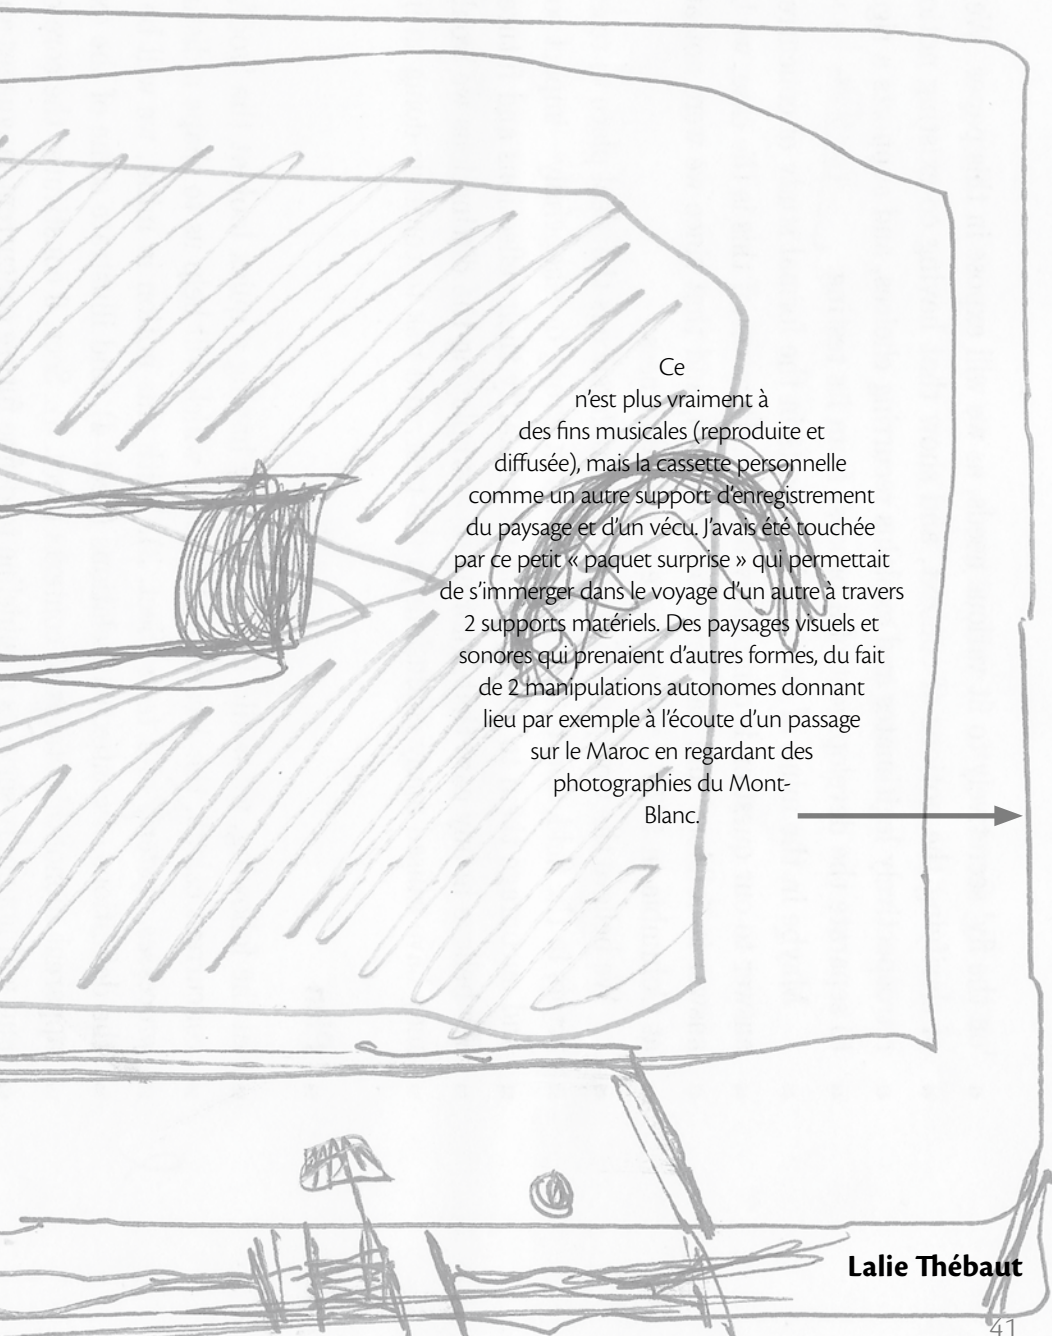 Ce
n'est plus vraiment à
des fins musicales (reproduite et
diffusée), mais la cassette personnelle
comme un autre support d'enregistrement
du paysage et d'un vécu. J'avais été touchée
par ce petit « paquet surprise » qui permettait
de s'immerger dans le voyage d'un autre à travers
2 supports matériels. Des paysages visuels et
sonores qui prenaient d'autres formes, du fait
de 2 manipulations autonomes donnant
lieu par exemple à l'écoute d'un passage
sur le Maroc en regardant des
photographies du Mont-
Blanc.
Lalie Thébaut
41